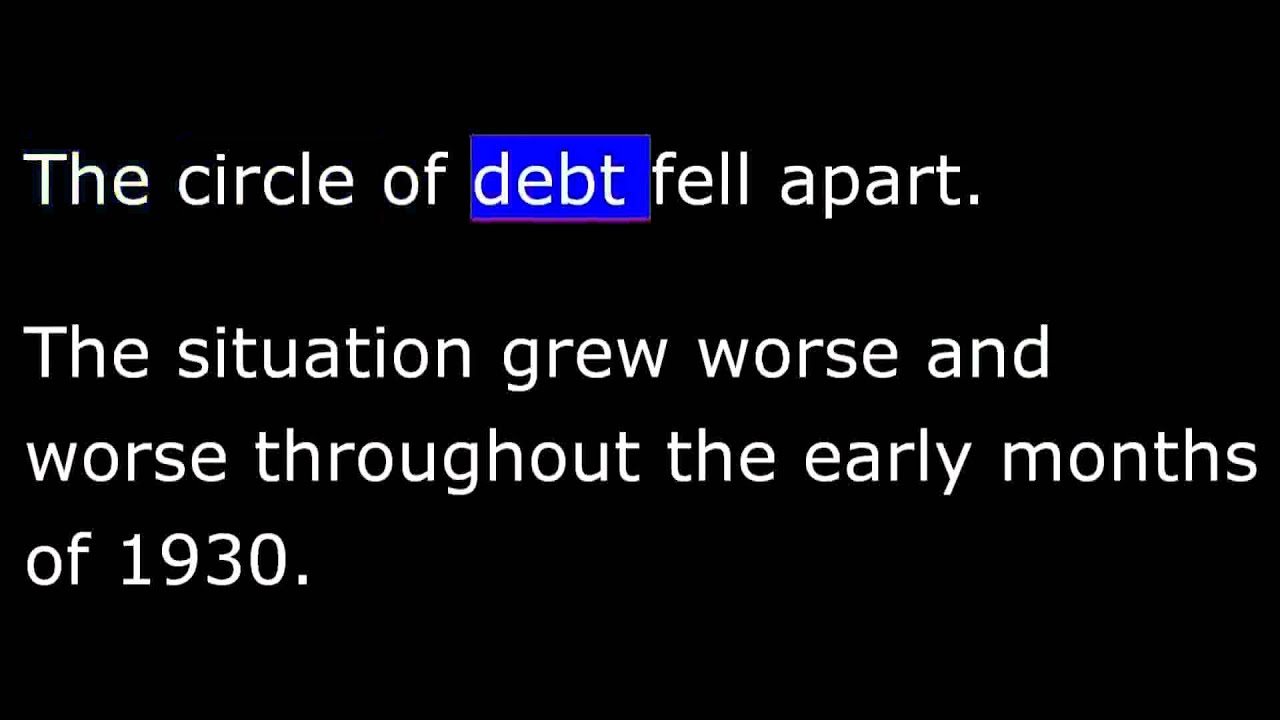 The circle of debt fell apart.
The situation grew worse and
worse throughout the early months
of 1930.